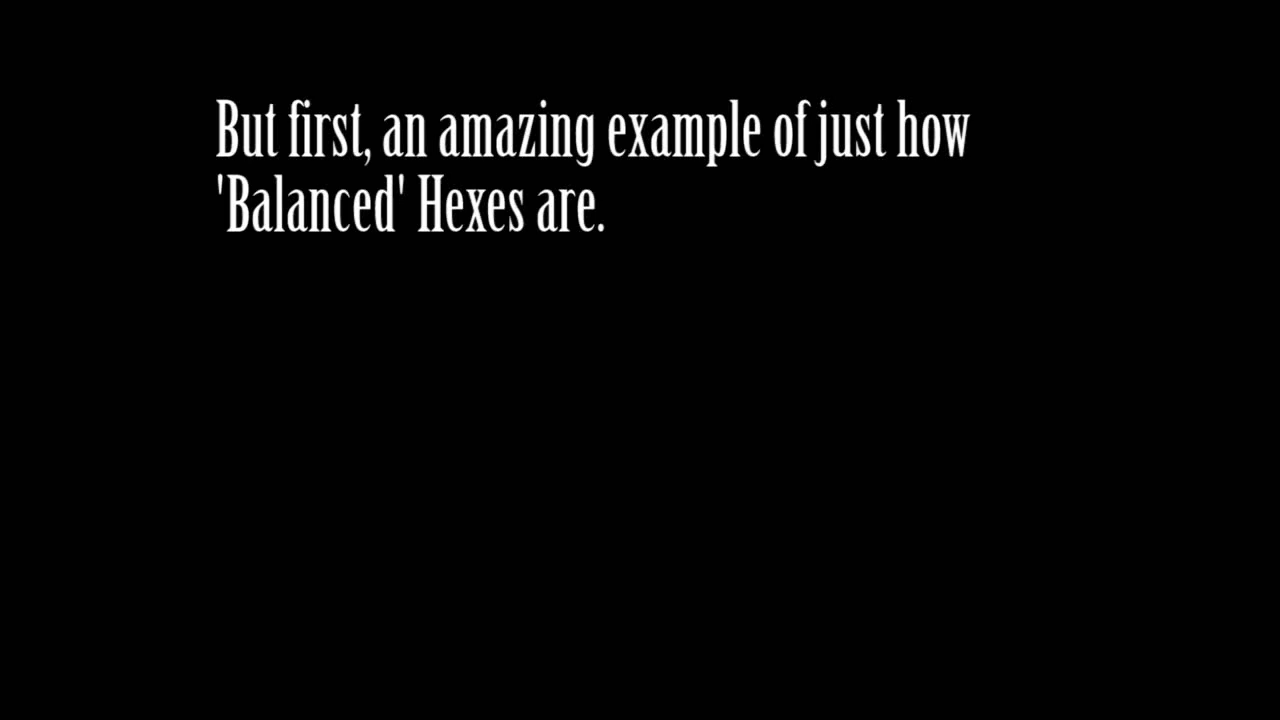 But first, an amazing example of just how
'Balanced' Hexes are.